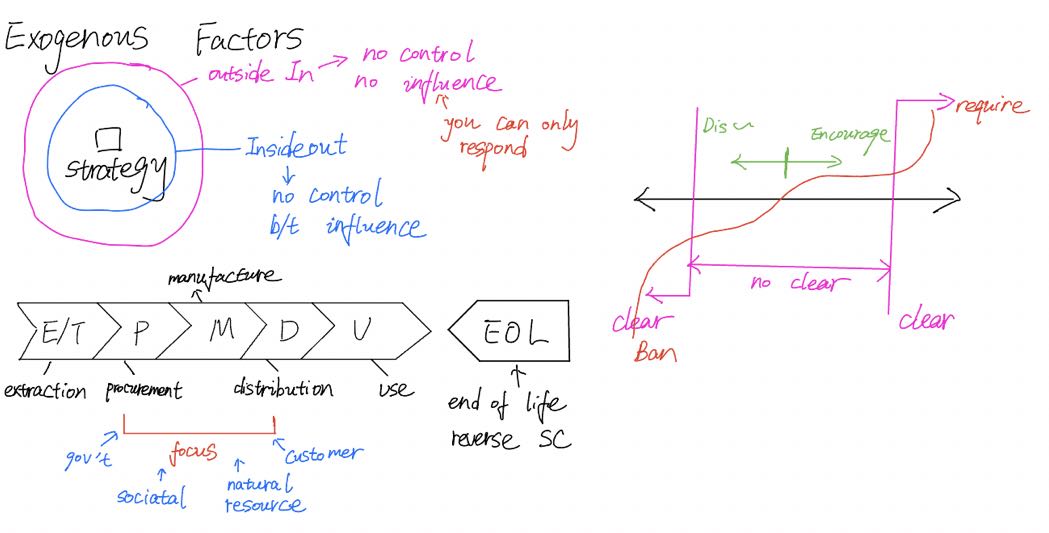 Exogenous Factors
outside In → no control
no influence
you can only
respond
strategy
Insideout
no control
b/t influence
manufacture
E/T P M D U EOL
extraction procurement distribution use
end of life
reverse SC
focus
gov't
sociatal
natural
resource
customer
require
Encourage
no clear
clear
clear
Ban